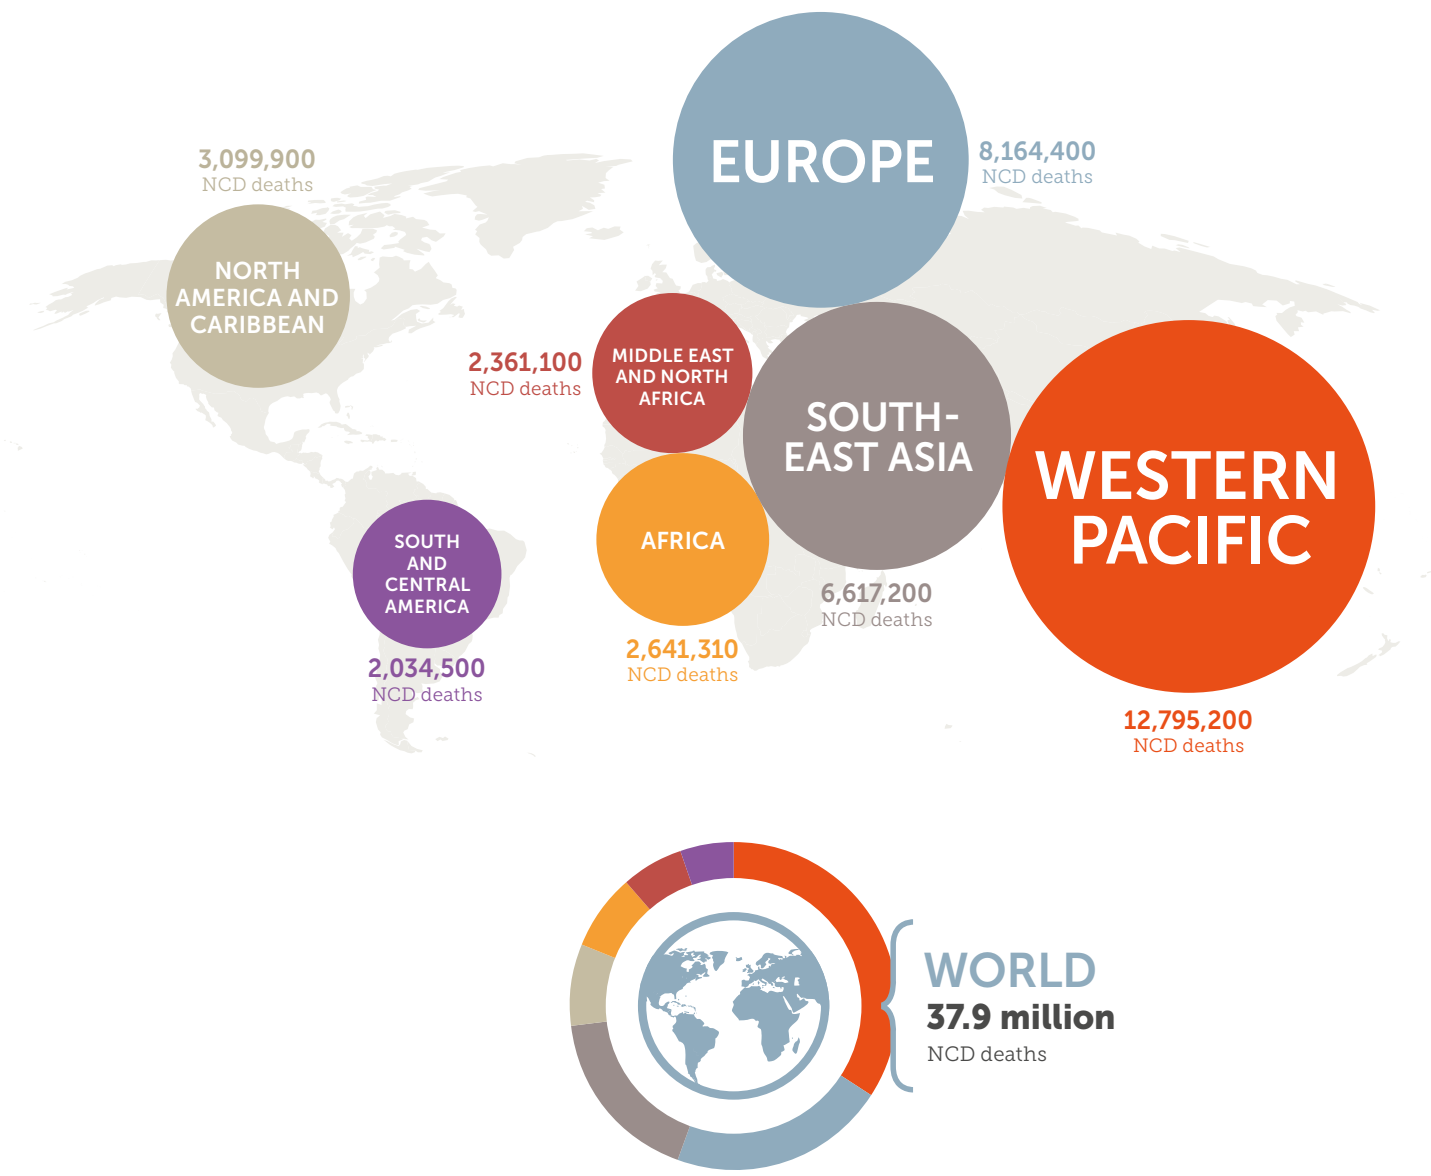 3,099,900
NCD deaths
NORTH
AMERICA AND
CARIBBEAN
EUROPE
8,164,400
NCD deaths
2,361,100
NCD deaths
MIDDLE EAST
AND NORTH
AFRICA
SOUTH-
EAST ASIA
6,617,200
NCD deaths
WESTERN
PACIFIC
12,795,200
NCD deaths
SOUTH
AND
CENTRAL
AMERICA
2,034,500
NCD deaths
AFRICA
2,641,310
NCD deaths
WORLD
37.9 million
NCD deaths